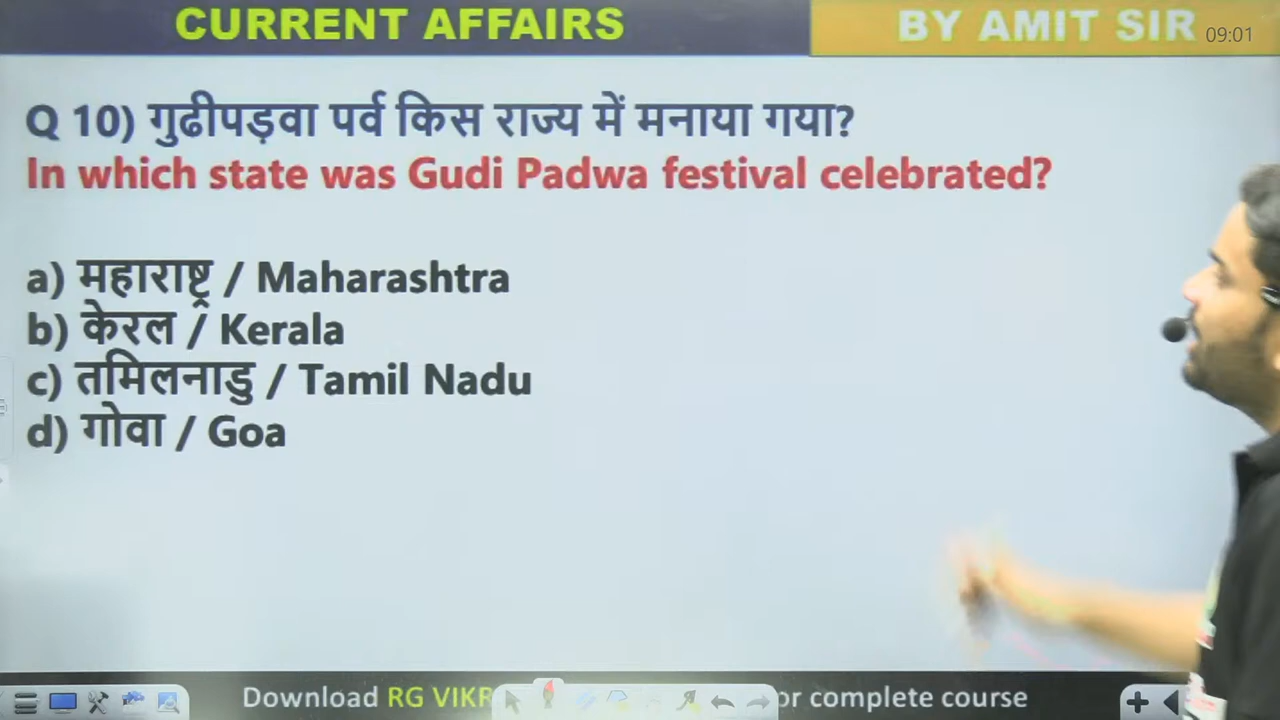 CURRENT AFFAIRS
BY AMIT SIR
09:01
Q 10) गुढीपड़वा पर्व किस राज्य में मनाया गया?
In which state was Gudi Padwa festival celebrated?
a) महाराष्ट्र / Maharashtra
b) केरल / Kerala
c) तमिलनाडु / Tamil Nadu
d) गोवा / Goa
Download RG VIKR
or complete course